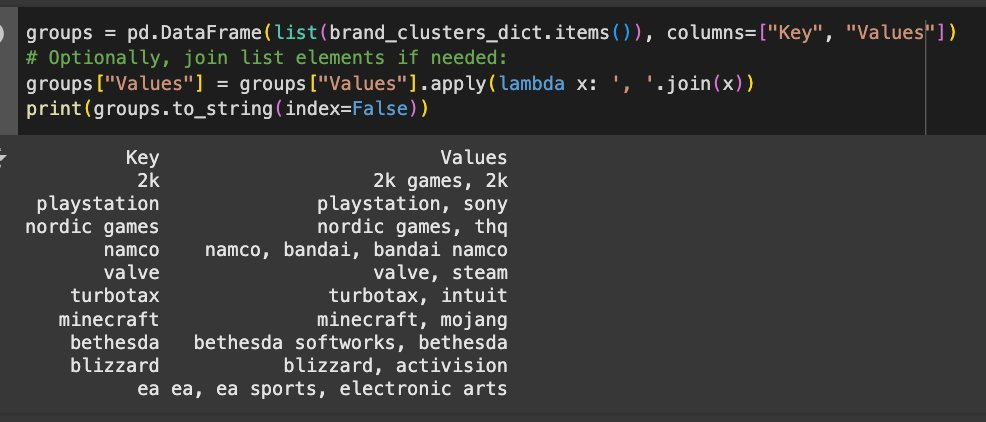 groups = pd.DataFrame(list(brand_clusters_dict.items()), columns=["Key", "Values"])
# Optionally, join list elements if needed:
groups["Values"] = groups["Values"].apply(lambda x: ', '.join(x))
print(groups.to_string(index=False))
Key Values
2k 2k games, 2k
playstation playstation, sony
nordic games nordic games, thq
namco namco, bandai, bandai namco
valve valve, steam
turbotax turbotax, intuit
minecraft minecraft, mojang
bethesda bethesda softworks, bethesda
blizzard blizzard, activision
ea ea, ea sports, electronic arts